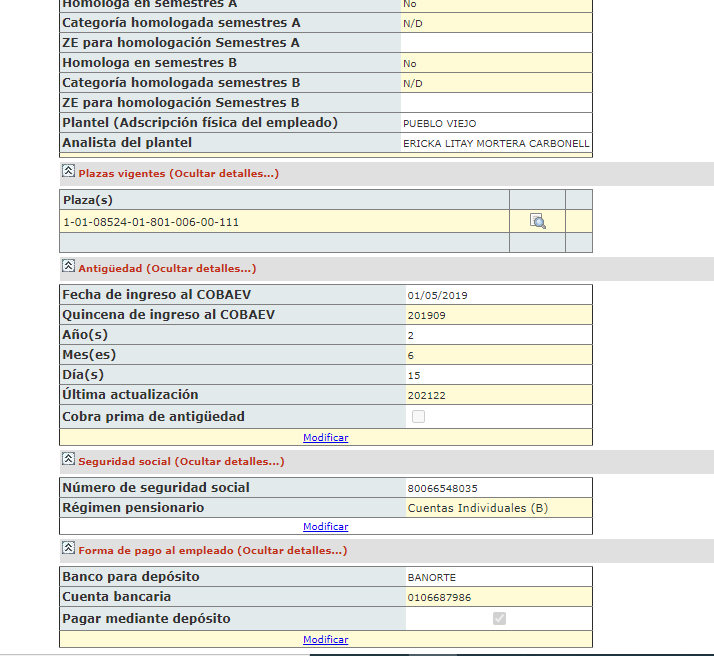 Homologa en semestres A No
Categoría homologada semestres A N/D
ZE para homologación Semestres A
Homologa en semestres B No
Categoría homologada semestres B N/D
ZE para homologación Semestres B
Plantel (Adscripción física del empleado) PUEBLO VIEJO
Analista del plantel ERICKA LITAY MORTERA CARBONELL
Plazas vigentes (Ocultar detalles...)
Plaza(s)
1-01-08524-01-801-006-00-111
Antigüedad (Ocultar detalles...)
Fecha de ingreso al COBAEV 01/05/2019
Quincena de ingreso al COBAEV 201909
Año(s) 2
Mes(es) 6
Día(s) 15
Última actualización 202122
Cobra prima de antigüedad
Modificar
Seguridad social (Ocultar detalles...)
Número de seguridad social 80066548035
Régimen pensionario Cuentas Individuales (B)
Modificar
Forma de pago al empleado (Ocultar detalles...)
Banco para depósito BANORTE
Cuenta bancaria 0106687986
Pagar mediante depósito
Modificar